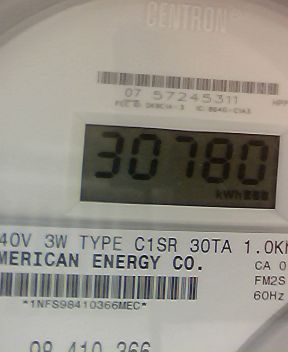 CENTRON®
07 57245311
30780
kWh
40V 3W TYPE C1SR 30TA 1.0K
MERICAN ENERGY CO.
CA 0
FM2S
60Hz
*1NFS98410366MEC*
98 410 366